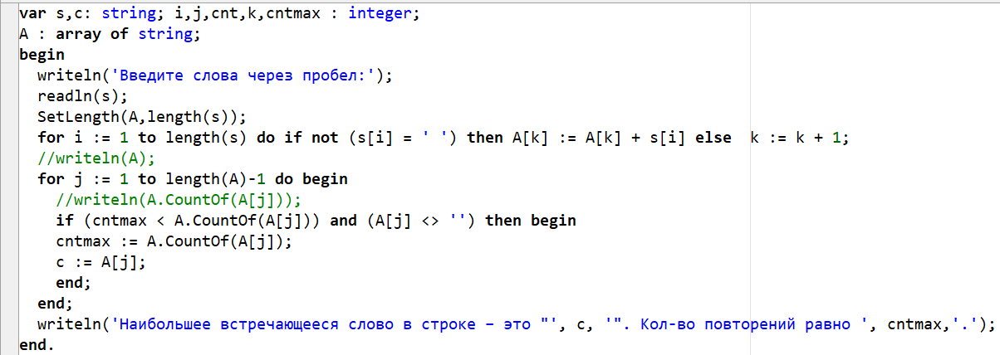 var s,c: string; i,j,cnt,k,cntmax : integer;
A : array of string;
begin
  writeln('Введите слова через пробел:');
  readln(s);
  SetLength(A,length(s));
  for i := 1 to length(s) do if not (s[i] = ' ') then A[k] := A[k] + s[i] else  k := k + 1;
  //writeln(A);
  for j := 1 to length(A)-1 do begin
    //writeln(A.CountOf(A[j]));
    if (cntmax < A.CountOf(A[j])) and (A[j] <> '') then begin
    cntmax := A.CountOf(A[j]);
    c := A[j];
    end;
  end;
  writeln('Наибольшее встречающееся слово в строке – это "', c, '". Кол-во повторений равно ', cntmax,'.');
end.